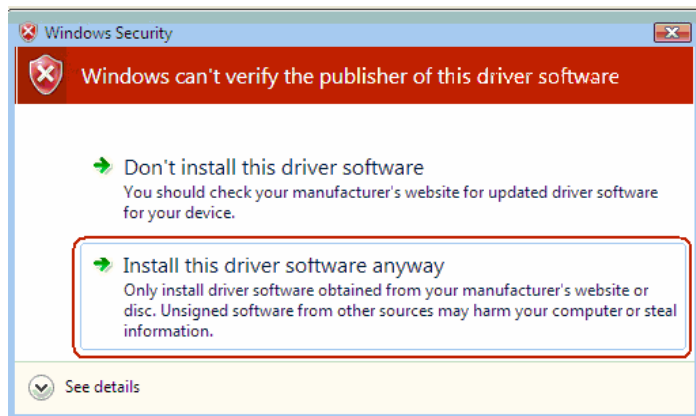 Windows Security
Windows can't verify the publisher of this driver software
Don't install this driver software
You should check your manufacturer's website for updated driver software
for your device.
Install this driver software anyway
Only install driver software obtained from your manufacturer's website or
disc. Unsigned software from other sources may harm your computer or steal
information.
See details